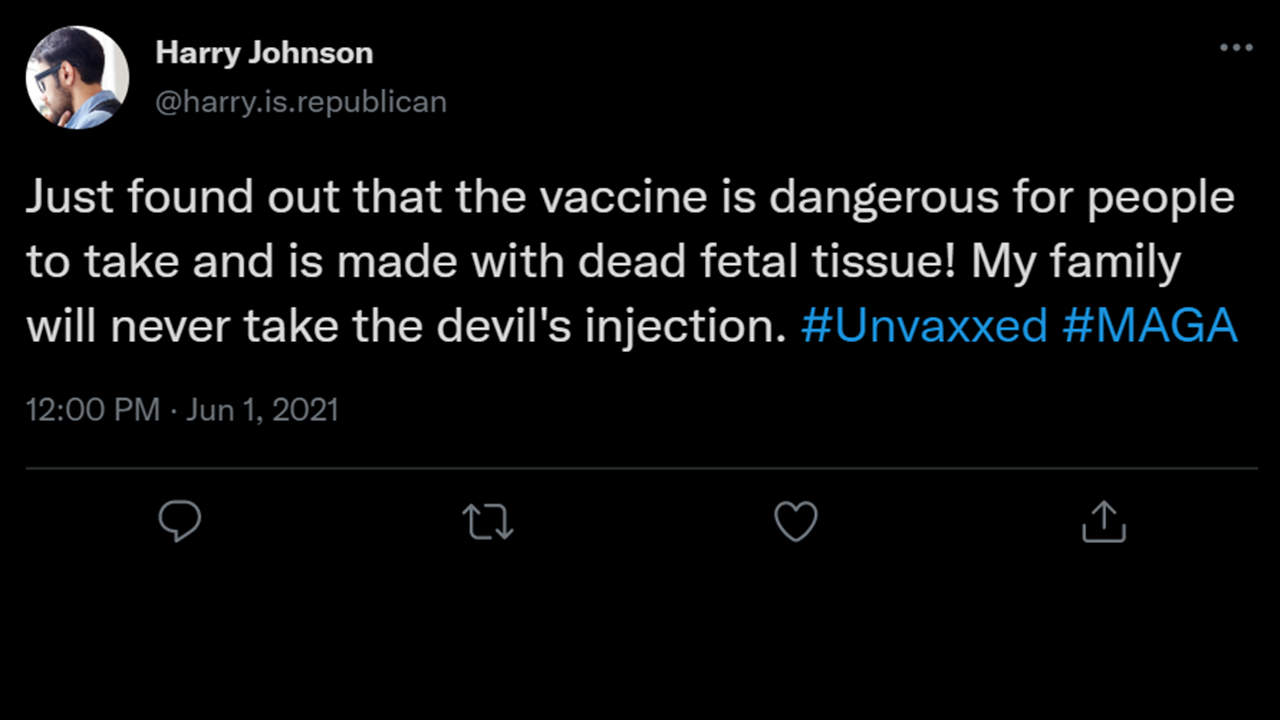 Harry Johnson
@harry.is.republican
Just found out that the vaccine is dangerous for people
to take and is made with dead fetal tissue! My family
will never take the devil's injection. #Unvaxxed #MAGA
12:00 PM · Jun 1, 2021